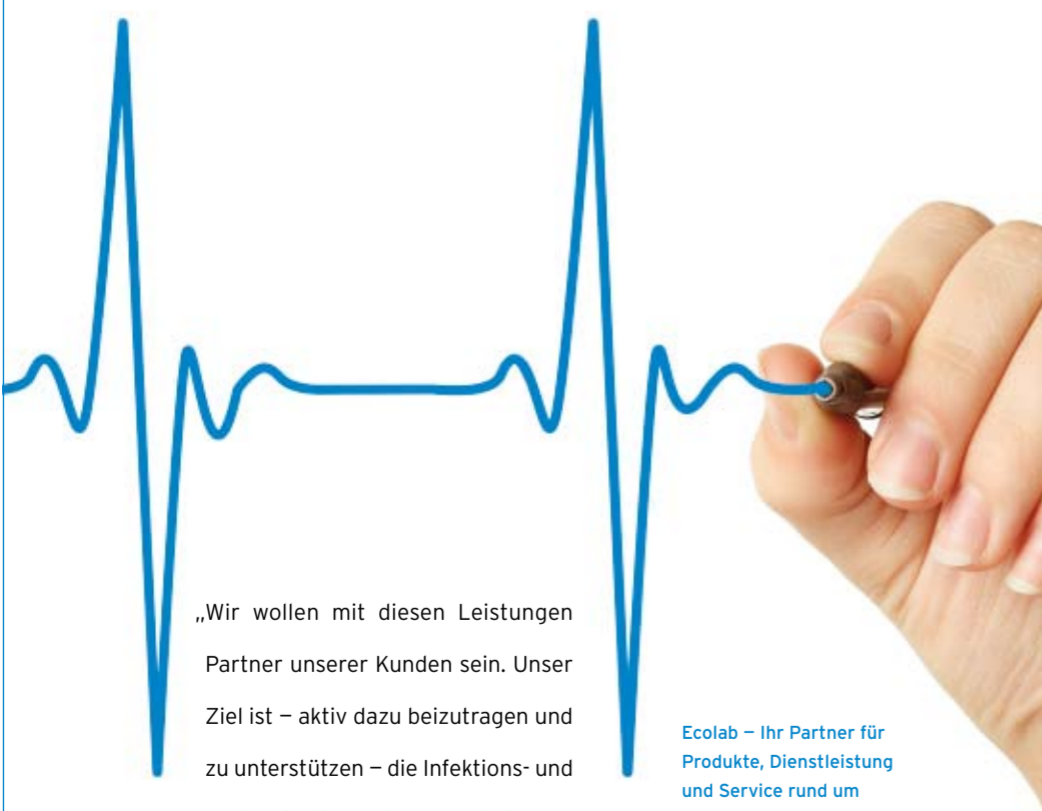 „Wir wollen mit diesen Leistungen
Partner unserer Kunden sein. Unser
Ziel ist – aktiv dazu beizutragen und
zu unterstützen – die Infektions- und
Ecolab – Ihr Partner für
Produkte, Dienstleistung
und Service rund um